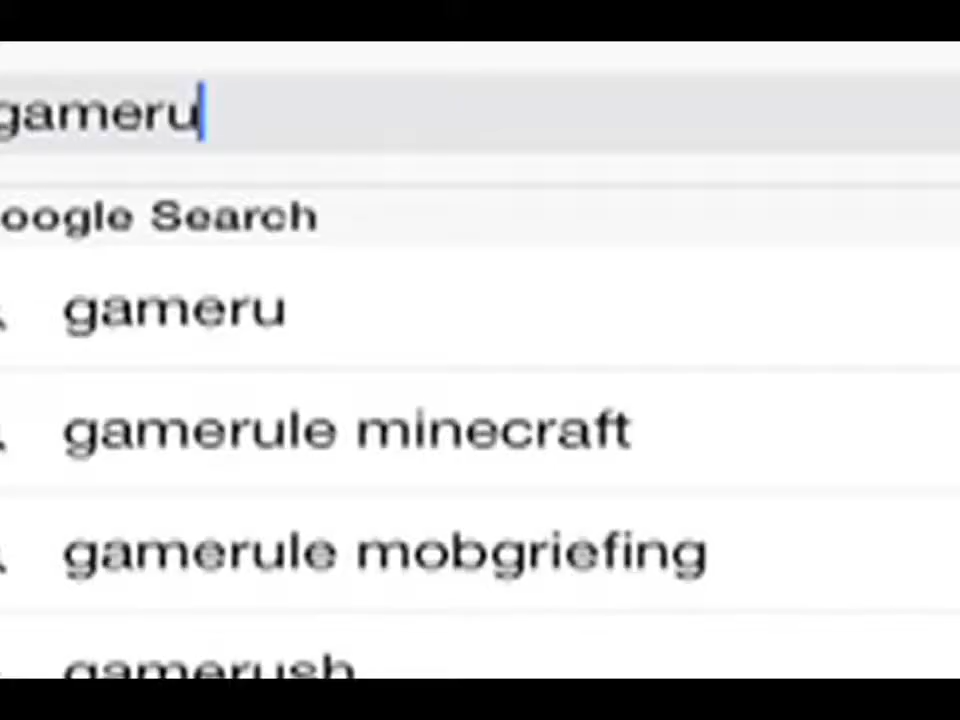 gameru
oogle Search
gameru
gamerule minecraft
gamerule mobgriefing
gamerush